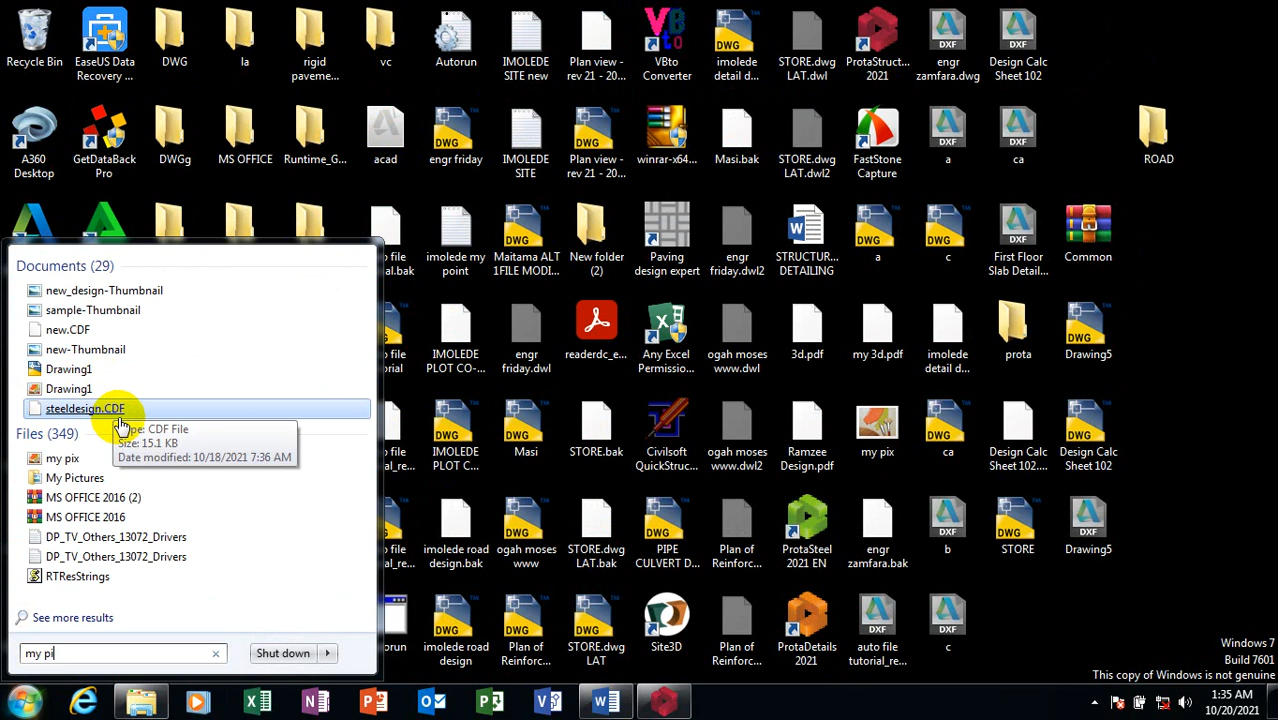 Recycle Bin
EaseUS Data
Recovery ...
DWG
la
rigid
paveme...
vc
Autorun
IMOLEDE
SITE new
Plan view -
rev 21 - 20...
VBto
VBto
Converter
imolede
detail d...
STORE.dwg
LAT.dwl
ProtaStruct...
2021
engr
zamfara.dwg
Design Calc
Sheet 102
A360
Desktop
GetDataBack
Pro
DWGg
MS OFFICE
Runtime_G...
acad
engr friday
IMOLEDE
SITE
Plan view -
rev 21 - 20...
winrar-x64...
Masi.bak
STORE.dwg
LAT.dwl2
FastStone
Capture
a
ca
ROAD
auto file
imolede my
point
Maitama ALT
1FILE MODI...
New folder
(2)
Paving
design expert
engr
friday.dwl2
STRUCTUR...
DETAILING
a
c
First Floor
Slab Detail...
Common
IMOLEDE
PLOT CO-...
engr
friday.dwl
readerdc_e...
Any Excel
Permissio...
ogah moses
www.dwl
3d.pdf
my 3d.pdf
imolede
detail d...
prota
Drawing5
IMOLEDE
PLOT C...
Masi
STORE.bak
Civilsoft
QuickStruc...
ogah moses
www.dwl2
Ramzee
Design.pdf
my pix
ca
Design Calc
Sheet 102....
Design Calc
Sheet 102
imolede road
design.bak
ogah moses
www
STORE.dwg
LAT.bak
PIPE
CULVERT D...
Plan of
Reinforc...
ProtaSteel
2021 EN
engr
zamfara.bak
b
STORE
Drawing5
imolede road
design
Plan of
Reinforc...
STORE.dwg
LAT
Site3D
Plan of
Reinforc...
ProtaDetails
2021
auto file
tutorial_re...
c
Documents (29)
new_design-Thumbnail
sample-Thumbnail
new.CDF
new-Thumbnail
Drawing1
Drawing1
steeldesign.CDF
Type: CDF File
Size: 15.1 KB
Date modified: 10/18/2021 7:36 AM
Files (349)
my pix
My Pictures
MS OFFICE 2016 (2)
MS OFFICE 2016
DP_TV_Others_13072_Drivers
DP_TV_Others_13072_Drivers
RTResStrings
See more results
my pi
Shut down
Windows 7
Build 7601
This copy of Windows is not genuine
1:35 AM
10/20/2021